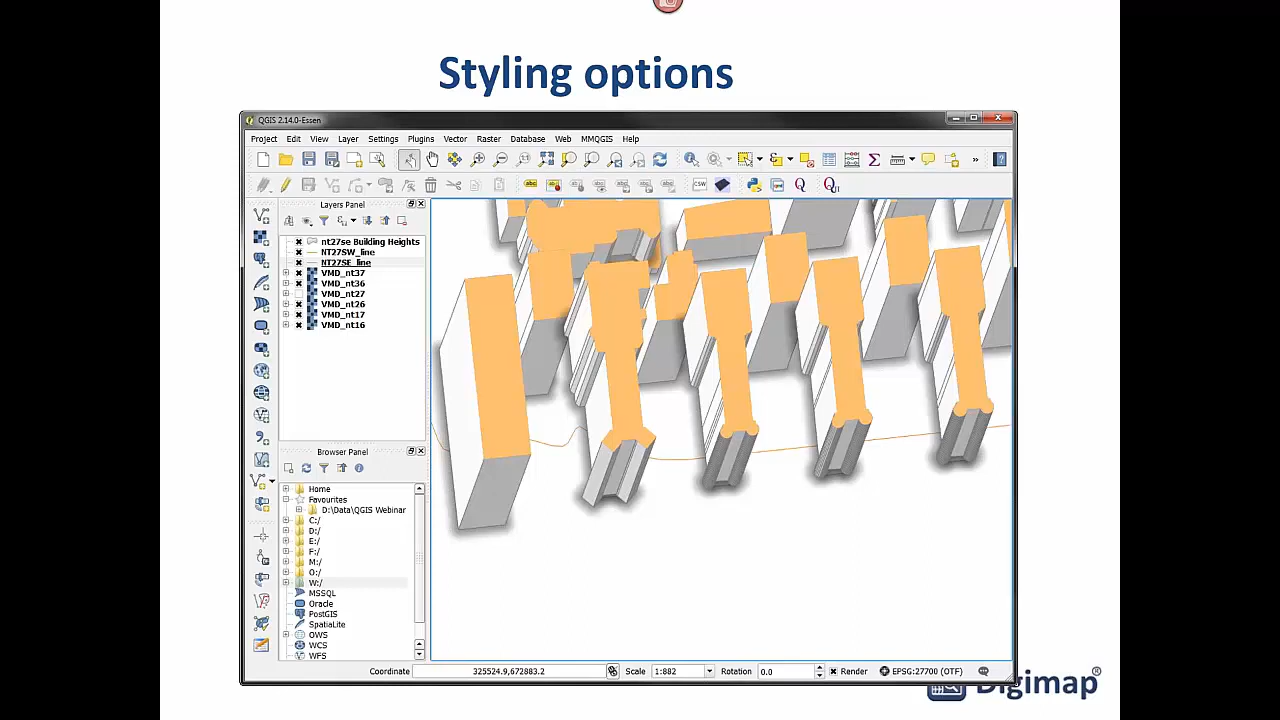 Styling options
QGIS 2.14.0-Essen
Project Edit View Layer Settings Plugins Vector Raster Database Web MMQGIS Help
CSW
Layers Panel
nt27se Building Heights
NT27SW_line
NT27SE_line
VMD_nt37
VMD_nt36
VMD_nt27
VMD_nt26
VMD_nt17
VMD_nt16
Browser Panel
Home
Favourites
D:\Data\QGIS Webinar
C:/
D:/
E:/
F:/
M:/
O:/
W:/
MSSQL
Oracle
PostGIS
SpatiaLite
OWS
WCS
WFS
Coordinate 325524.9,672883.2 Scale 1:882 Rotation 0.0 Render EPSG:27700 (OTF)
Digimap®